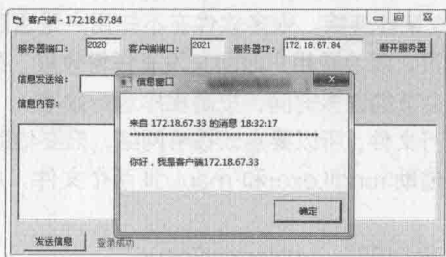 客户端 - 172.18.67.84
服务器端口： 2020 客户端端口： 2021 服务器IP： 172.18.67.84 断开服务器
信息发送给：
信息窗口
信息内容：
来自 172.18.67.33 的消息 18:32:17
你好，我是客户端172.18.67.33
确定
发送信息 登录成功